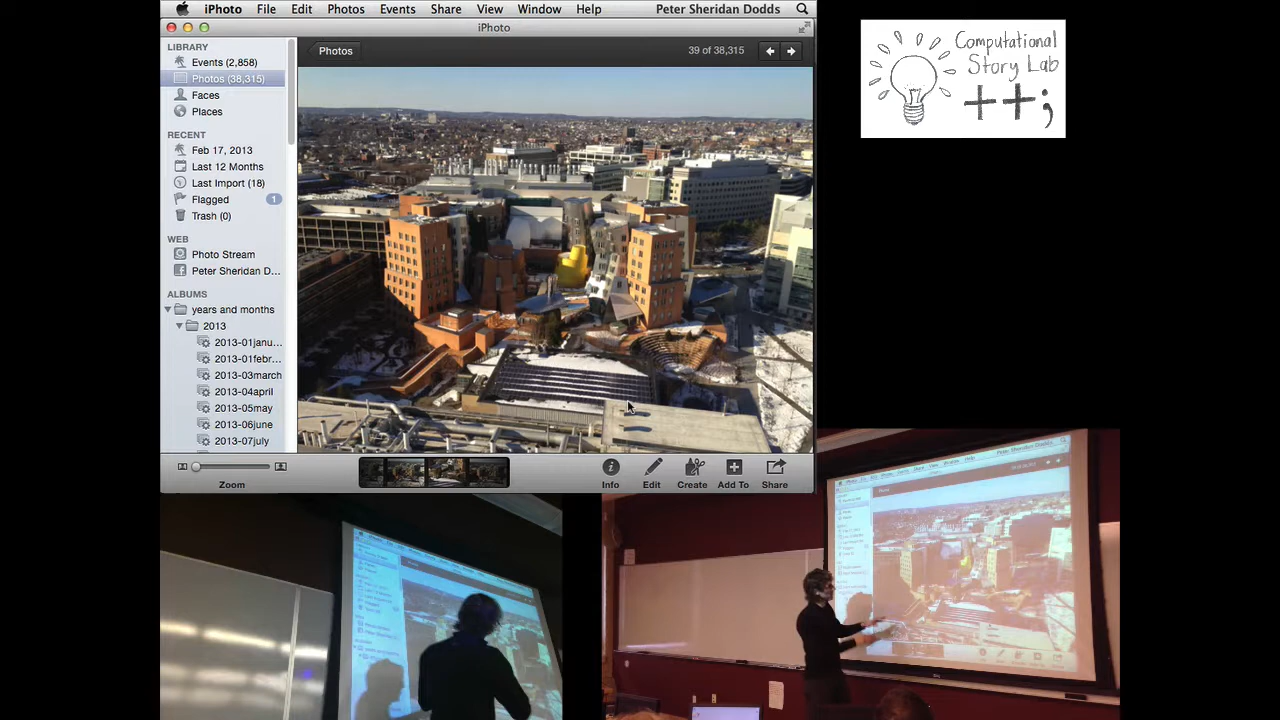 iPhoto File Edit Photos Events Share View Window Help Peter Sheridan Dodds
iPhoto
LIBRARY
Events (2,858)
Photos (38,315)
Faces
Places
RECENT
Feb 17, 2013
Last 12 Months
Last Import (18)
Flagged 1
Trash (0)
WEB
Photo Stream
Peter Sheridan D...
ALBUMS
years and months
2013
2013-01janu...
2013-01febr...
2013-03march
2013-04april
2013-05may
2013-06june
2013-07july
Photos
39 of 38,315
Zoom
Info Edit Create Add To Share
Computational
Story Lab
++;
Peter Sheridan Dodds